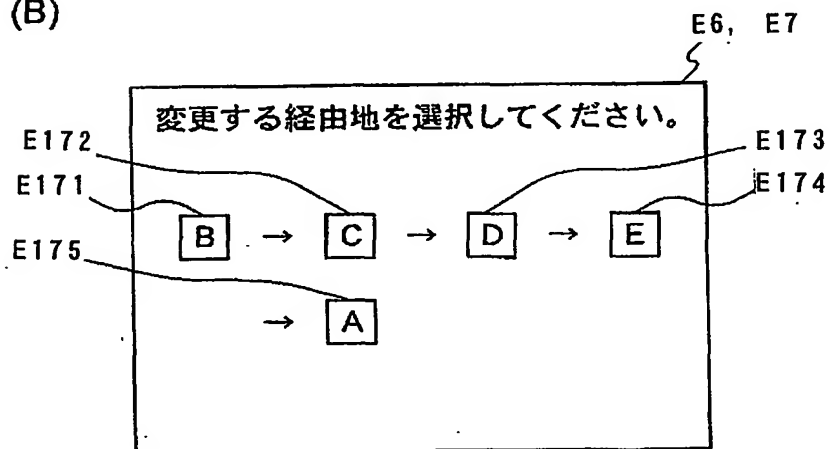 (B)
E6, E7
変更する経由地を選択してください。
E172
E173
E171
E174
B → C → D → E
E175
→ A